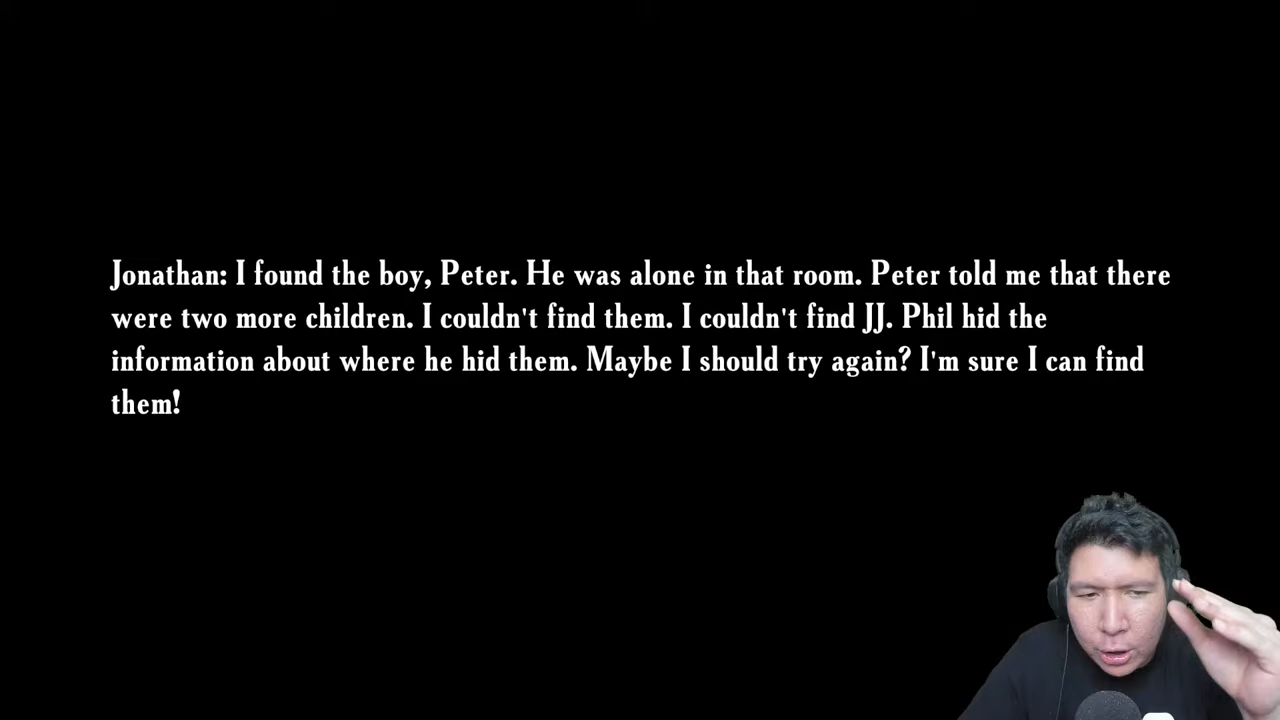 Jonathan: I found the boy, Peter. He was alone in that room. Peter told me that there
were two more children. I couldn't find them. I couldn't find JJ. Phil hid the
information about where he hid them. Maybe I should try again? I'm sure I can find
them!